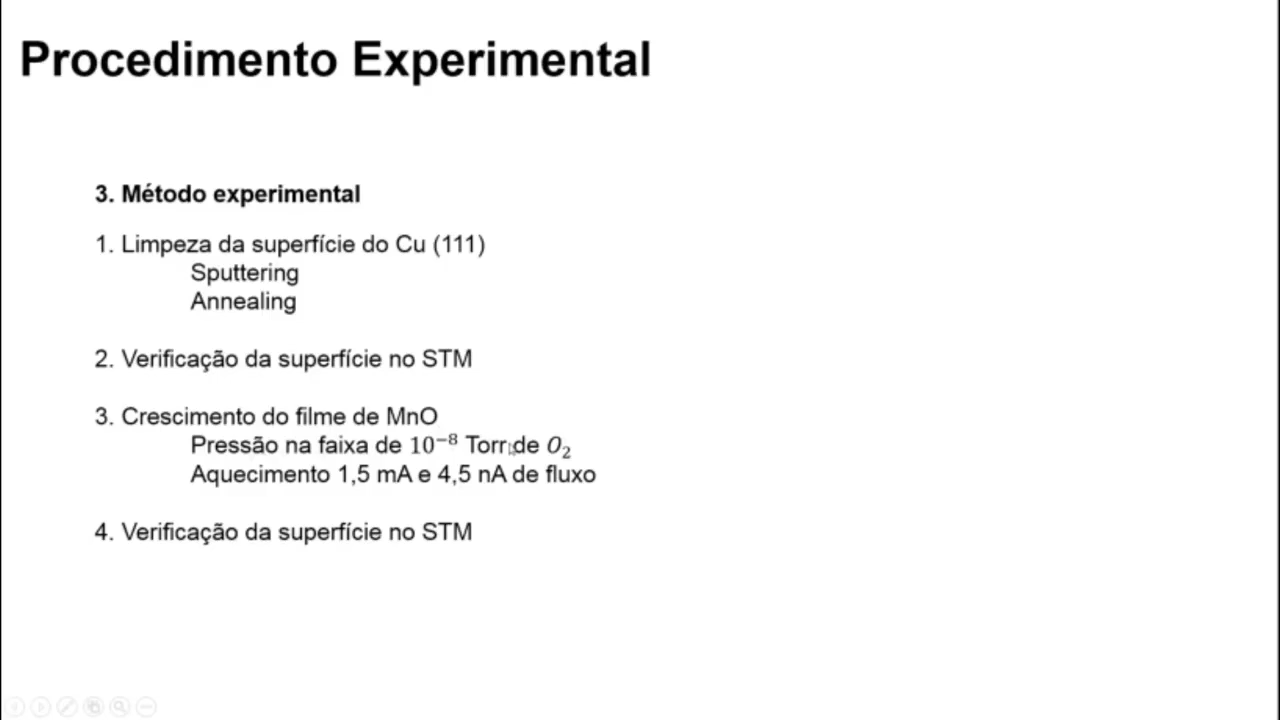 Procedimento Experimental
3. Método experimental
1. Limpeza da superfície do Cu (111)
Sputtering
Annealing
2. Verificação da superfície no STM
3. Crescimento do filme de MnO
Pressão na faixa de 10⁻⁸ Torr de O₂
Aquecimento 1,5 mA e 4,5 nA de fluxo
4. Verificação da superfície no STM